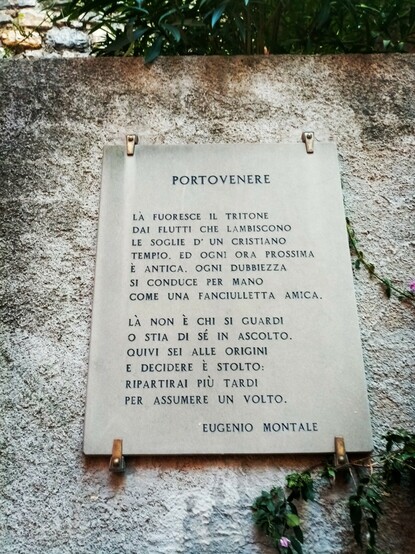 PORTOVENERE
LÀ FUORESCE IL TRITONE
DAI FLUTTI CHE LAMBISCONO
LE SOGLIE D'UN CRISTIANO
TEMPIO, ED OGNI ORA PROSSIMA
È ANTICA. OGNI DUBBIEZZA
SI CONDUCE PER MANO
COME UNA FANCIULLETTA AMICA.
LÀ NON È CHI SI GUARDI
O STIA DI SÉ IN ASCOLTO.
QUIVI SEI ALLE ORIGINI
E DECIDERE È STOLTO:
RIPARTIRAI PIÙ TARDI
PER ASSUMERE UN VOLTO.
EUGENIO MONTALE